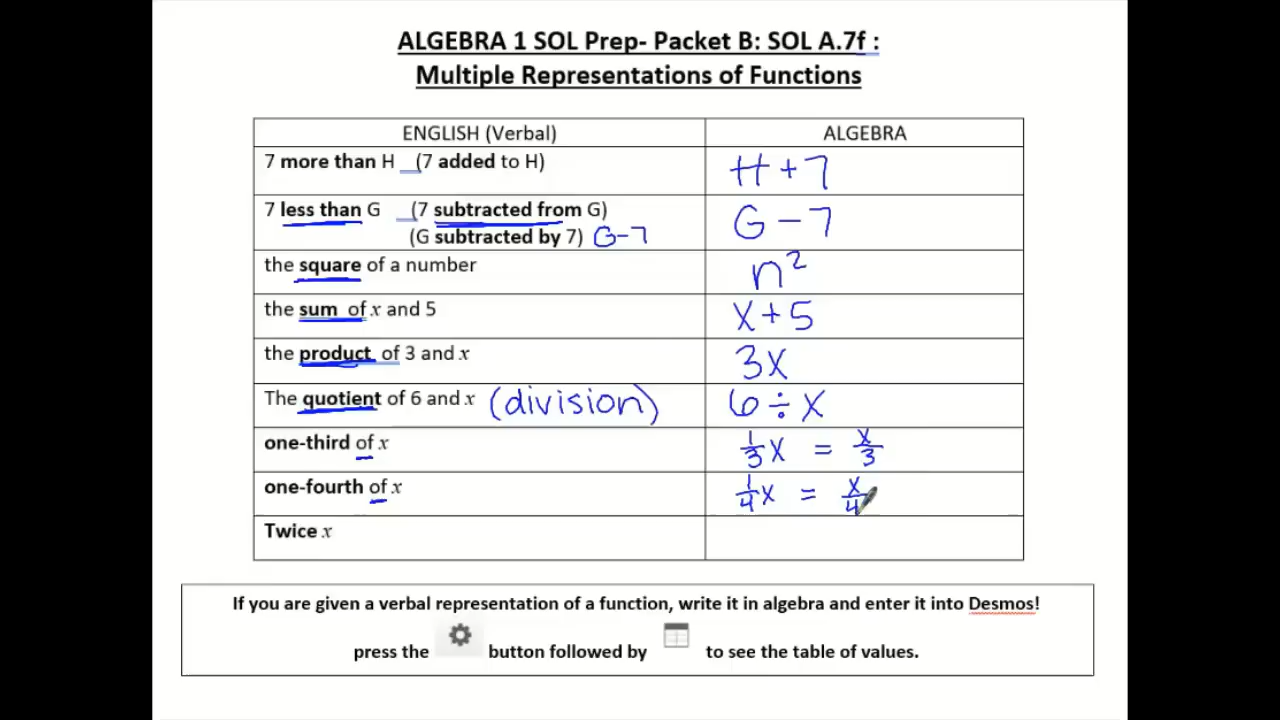 ALGEBRA 1 SOL Prep- Packet B: SOL A.7f :
Multiple Representations of Functions
ENGLISH (Verbal) ALGEBRA
7 more than H (7 added to H) H + 7
7 less than G (7 subtracted from G) G - 7
(G subtracted by 7) G-7
the square of a number n²
the sum of x and 5 x + 5
the product of 3 and x 3x
The quotient of 6 and x (division) 6 ÷ x
one-third of x 1/3 x = x/3
one-fourth of x 1/4 x = x/4
Twice x
If you are given a verbal representation of a function, write it in algebra and enter it into Desmos!
press the button followed by to see the table of values.